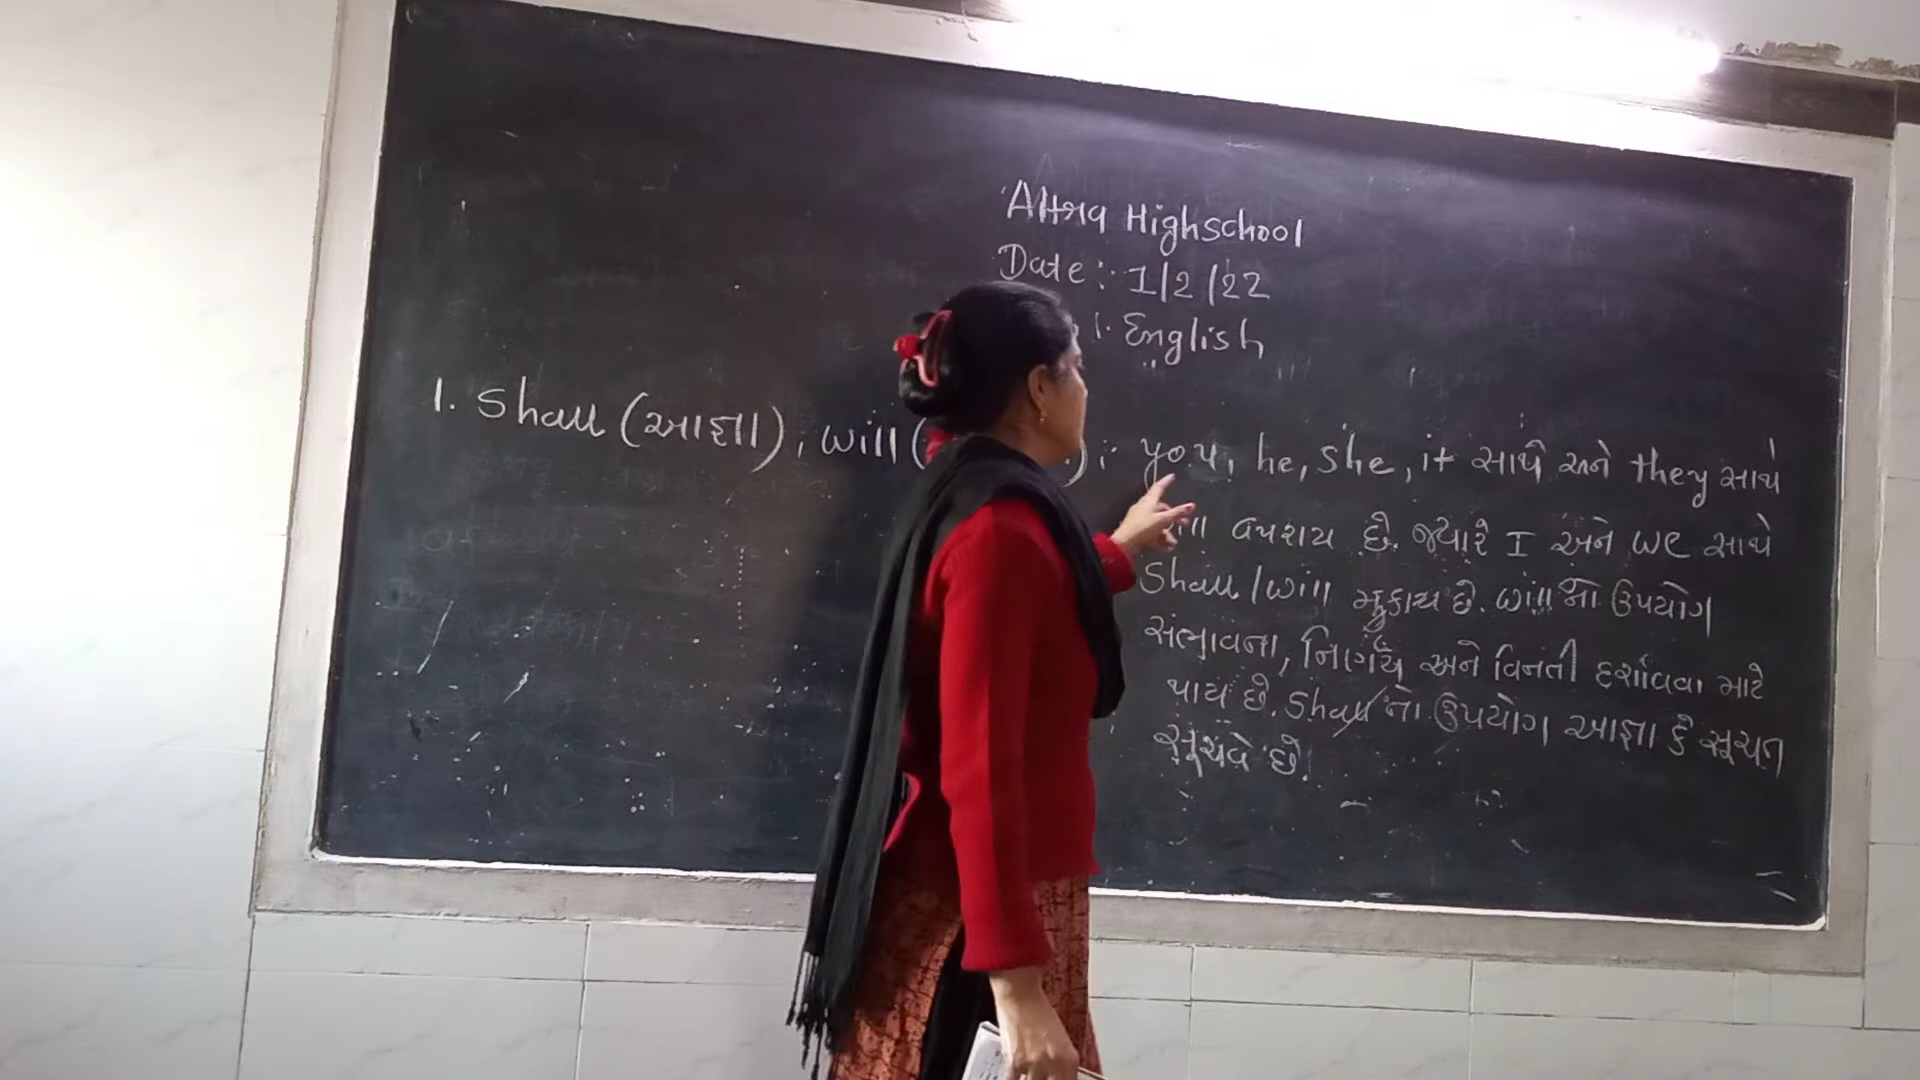 Highschool
Date:- 1/2/22
:- English
1. Shall (આજ્ઞા), will ( ) :- you, he, she, it સાથે અને they સાથે
વપરાય છે. જ્યારે I અને we સાથે
Shall / will મુકાય છે. will નો ઉપયોગ
સંભાવના, નિર્ણય અને વિનંતી દર્શાવવા માટે
થાય છે. Shall નો ઉપયોગ આજ્ઞા કે સૂચન
સૂચવે છે.